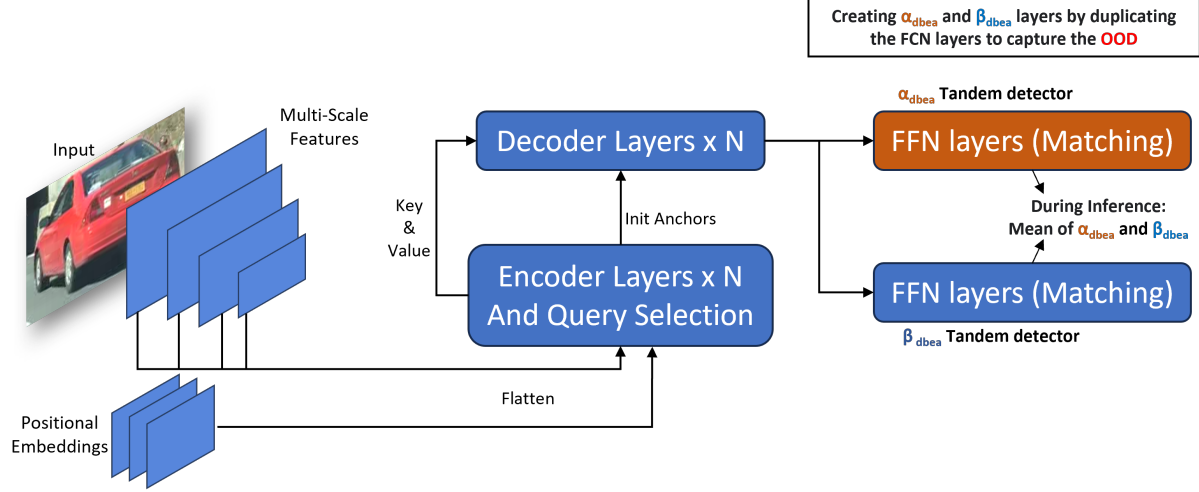 Creating αdbea and βdbea layers by duplicating
the FCN layers to capture the OOD
Input
Multi-Scale
Features
Decoder Layers x N
αdbea Tandem detector
FFN layers (Matching)
Key
&
Value
Init Anchors
During Inference:
Mean of αdbea and βdbea
Encoder Layers x N
And Query Selection
FFN layers (Matching)
β dbea Tandem detector
Flatten
Positional
Embeddings